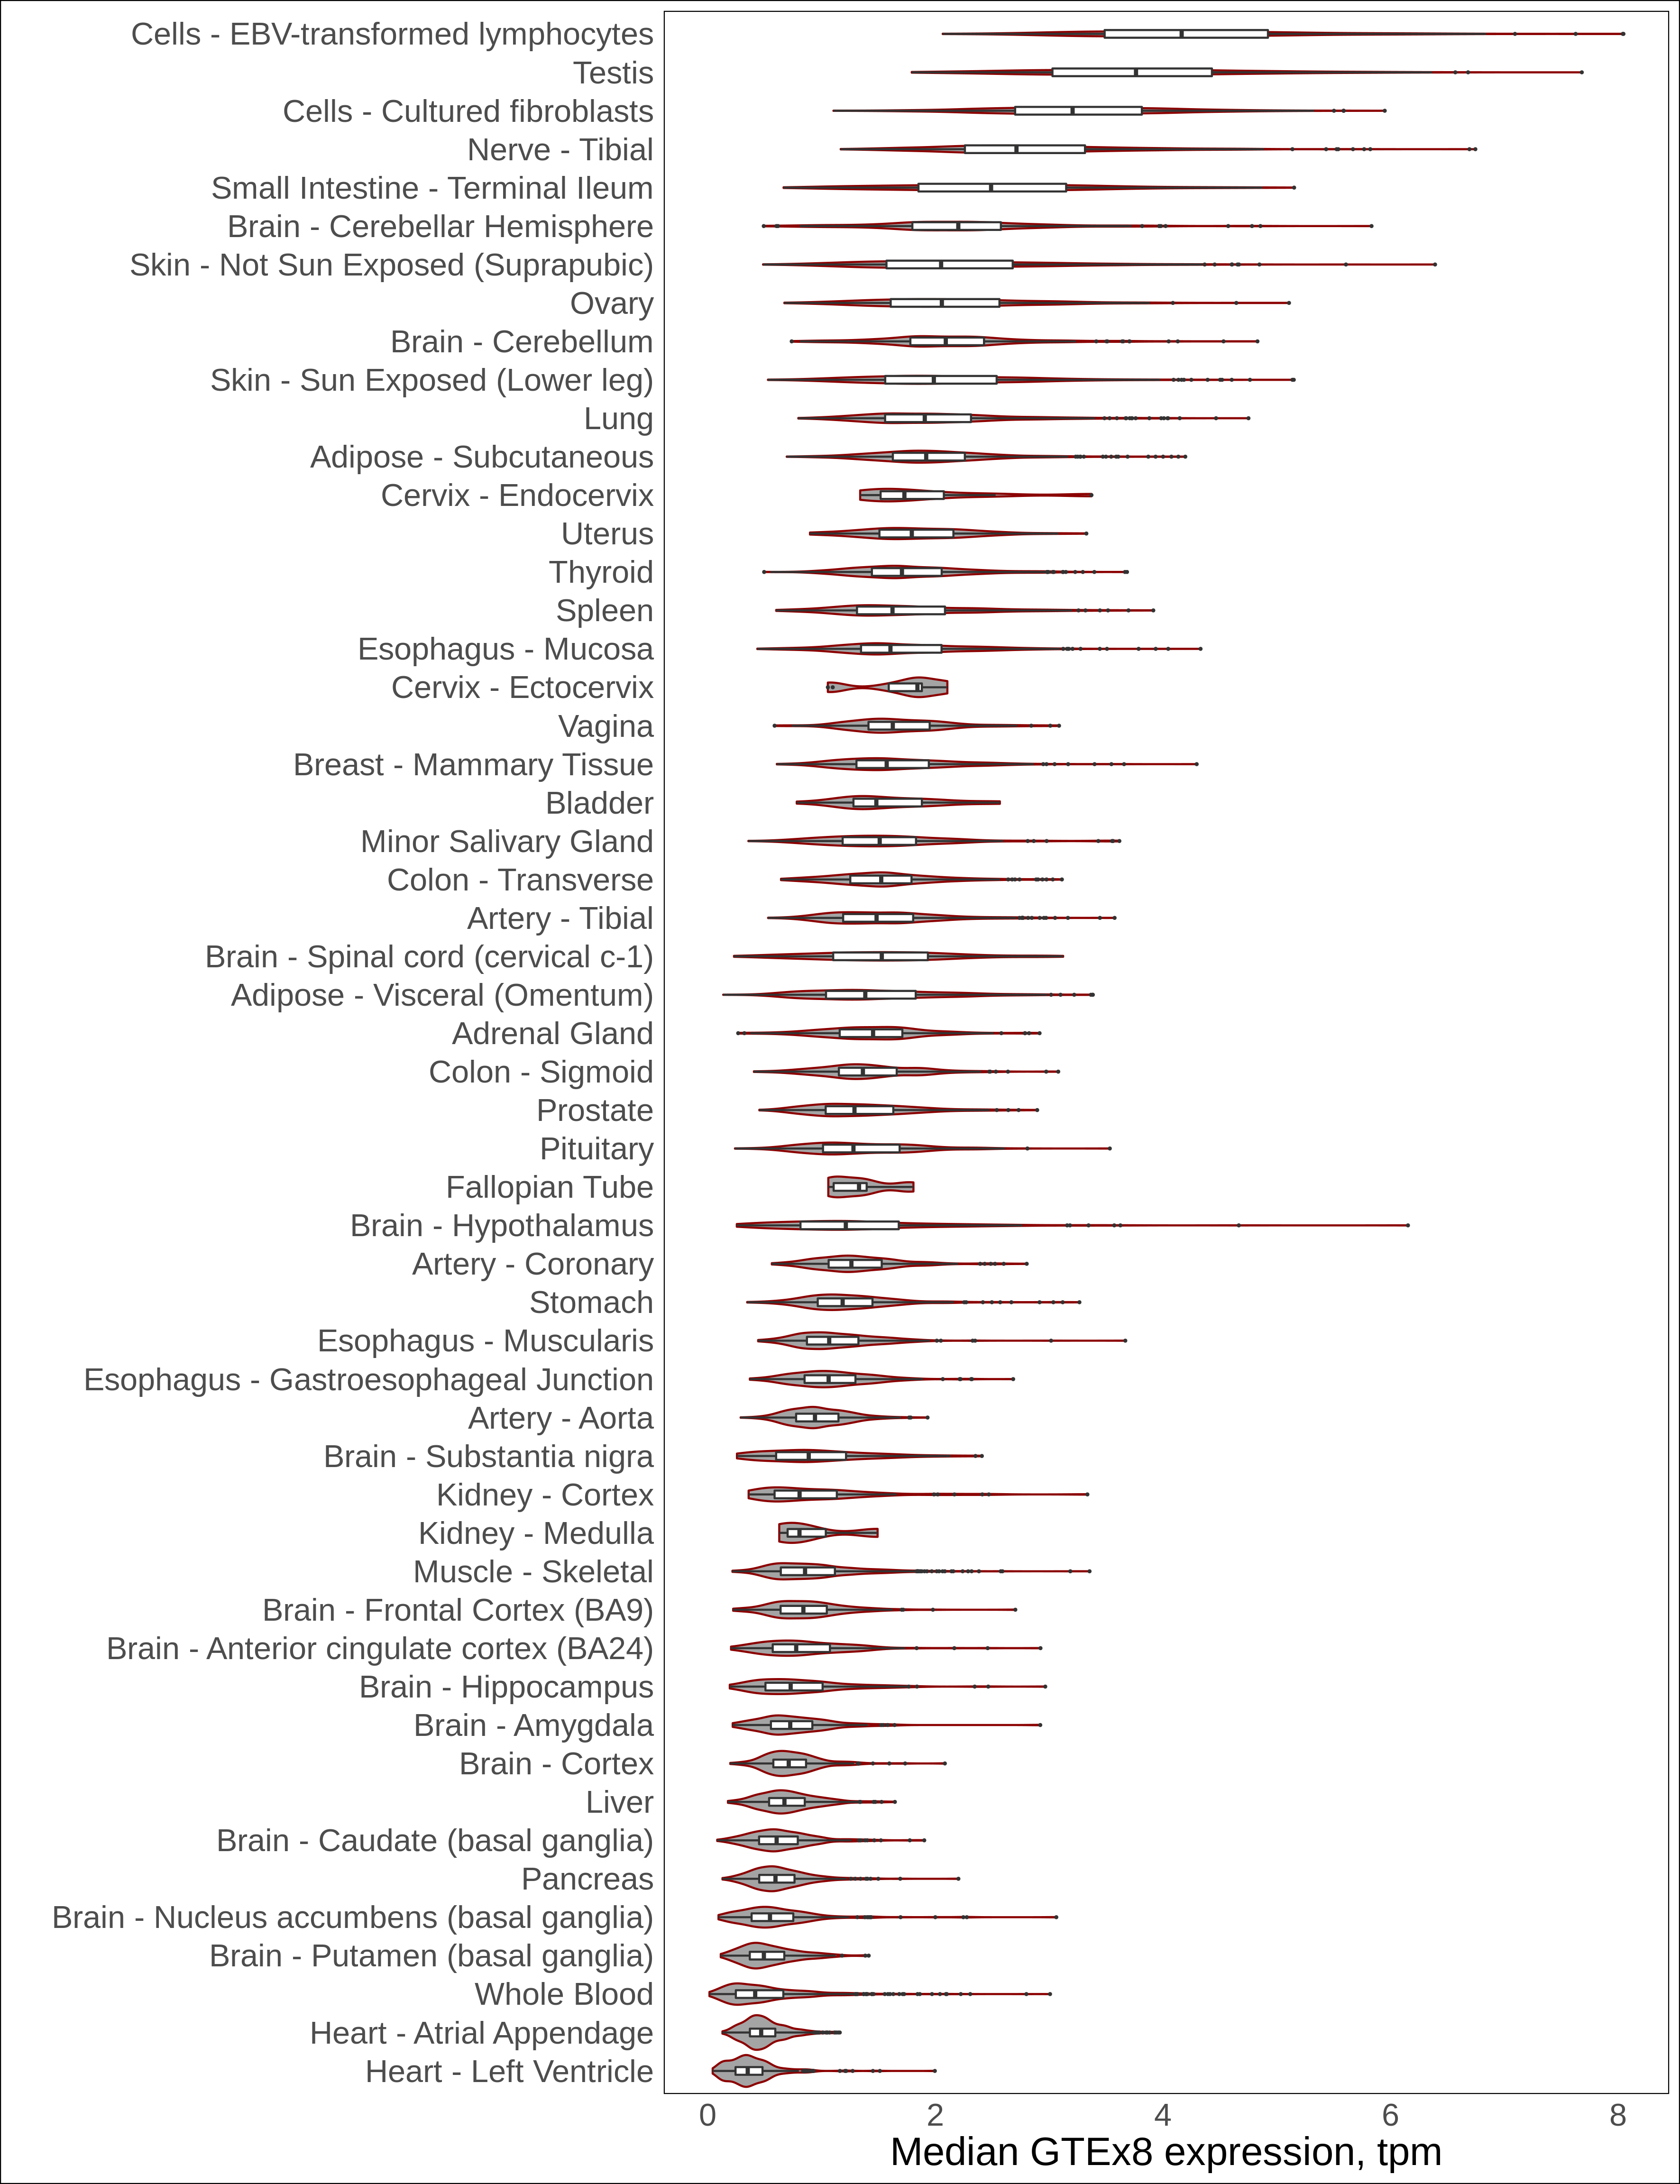 Cells - EBV-transformed lymphocytes
Testis
Cells - Cultured fibroblasts
Nerve - Tibial
Small Intestine - Terminal Ileum
Brain - Cerebellar Hemisphere
Skin - Not Sun Exposed (Suprapubic)
Ovary
Brain - Cerebellum
Skin - Sun Exposed (Lower leg)
Lung
Adipose - Subcutaneous
Cervix - Endocervix
Uterus
Thyroid
Spleen
Esophagus - Mucosa
Cervix - Ectocervix
Vagina
Breast - Mammary Tissue
Bladder
Minor Salivary Gland
Colon - Transverse
Artery - Tibial
Brain - Spinal cord (cervical c-1)
Adipose - Visceral (Omentum)
Adrenal Gland
Colon - Sigmoid
Prostate
Pituitary
Fallopian Tube
Brain - Hypothalamus
Artery - Coronary
Stomach
Esophagus - Muscularis
Esophagus - Gastroesophageal Junction
Artery - Aorta
Brain - Substantia nigra
Kidney - Cortex
Kidney - Medulla
Muscle - Skeletal
Brain - Frontal Cortex (BA9)
Brain - Anterior cingulate cortex (BA24)
Brain - Hippocampus
Brain - Amygdala
Brain - Cortex
Liver
Brain - Caudate (basal ganglia)
Pancreas
Brain - Nucleus accumbens (basal ganglia)
Brain - Putamen (basal ganglia)
Whole Blood
Heart - Atrial Appendage
Heart - Left Ventricle
0 2 4 6 8
Median GTEx8 expression, tpm